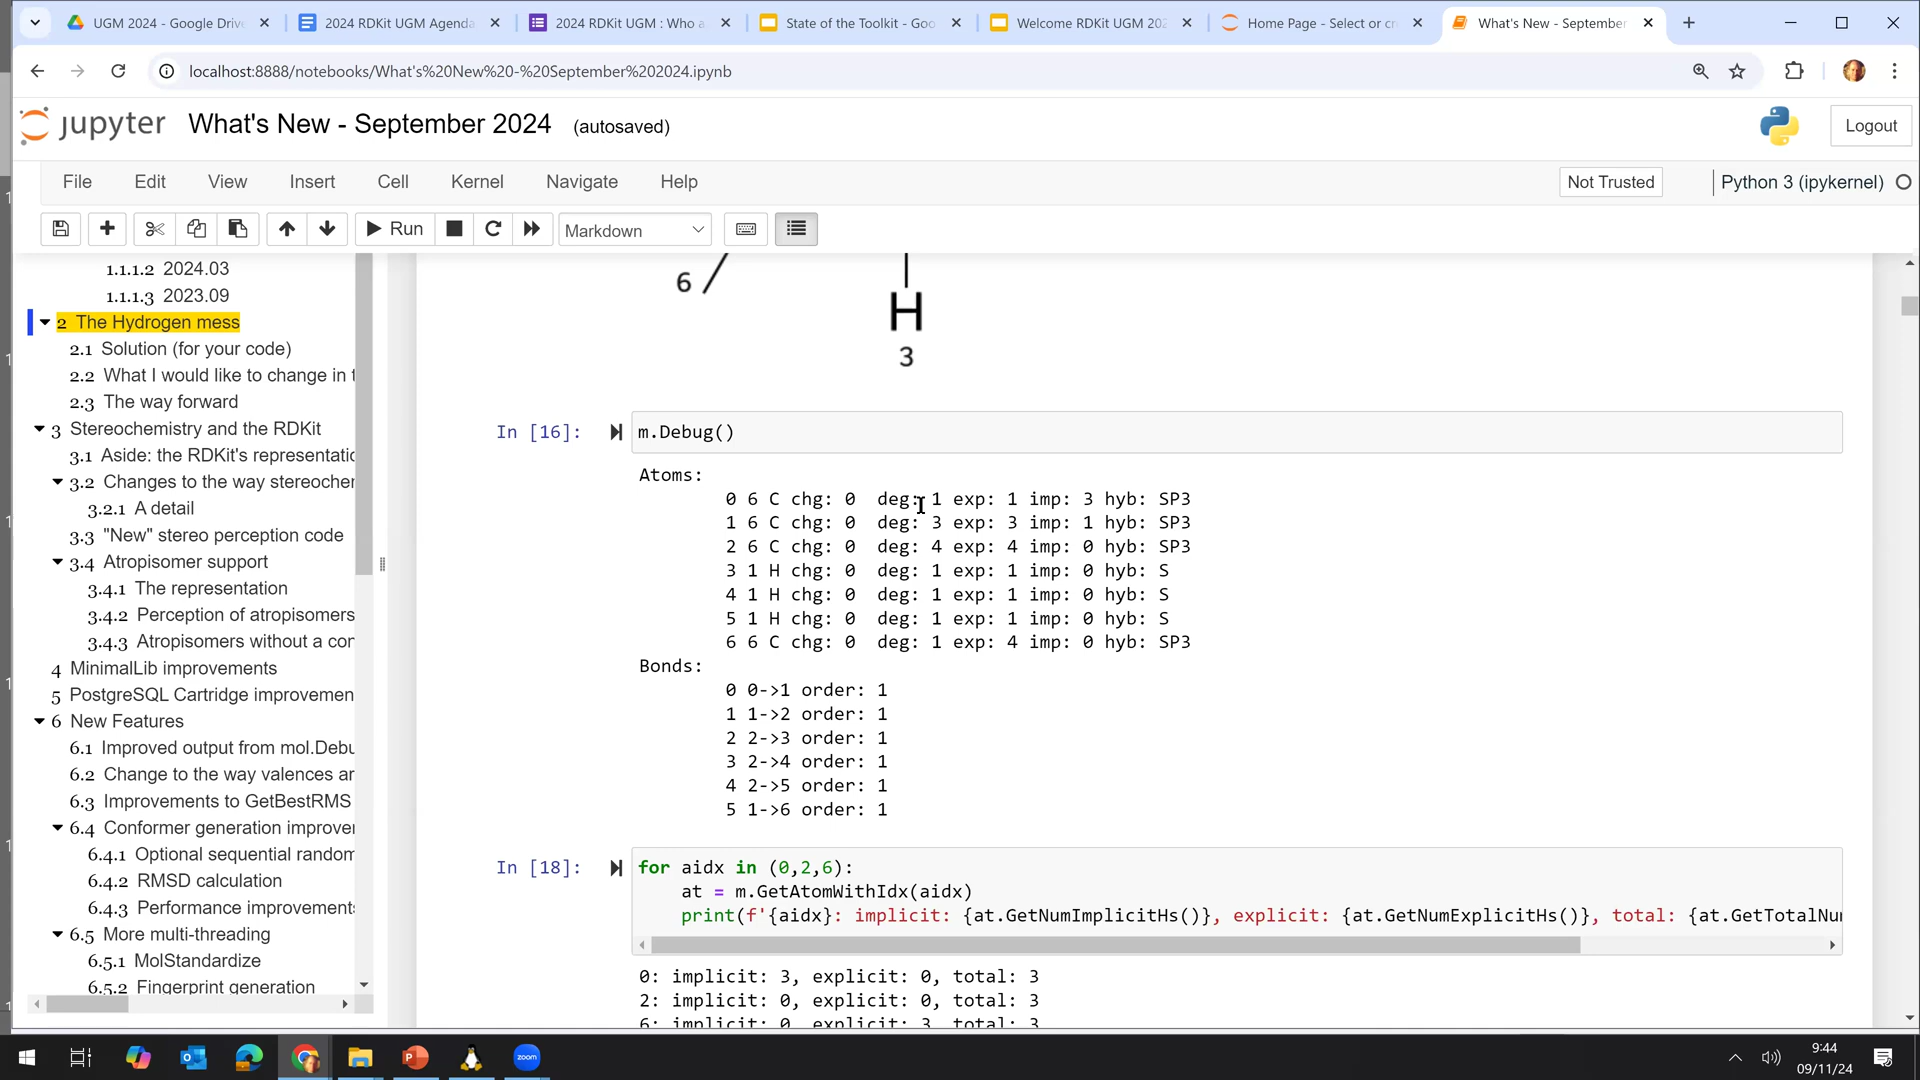 UGM 2024 - Google Drive
2024 RDKit UGM Agenda
2024 RDKit UGM : Who a
State of the Toolkit - Goo
Welcome RDKit UGM 202
Home Page - Select or cr
What's New - September
localhost:8888/notebooks/What's%20New%20-%20September%202024.ipynb
jupyter What's New - September 2024 (autosaved)
Logout
File Edit View Insert Cell Kernel Navigate Help
Not Trusted
Python 3 (ipykernel)
Run
Markdown
1.1.1.2 2024.03
1.1.1.3 2023.09
2 The Hydrogen mess
2.1 Solution (for your code)
2.2 What I would like to change in t
2.3 The way forward
3 Stereochemistry and the RDKit
3.1 Aside: the RDKit's representatio
3.2 Changes to the way stereocher
3.2.1 A detail
3.3 "New" stereo perception code
3.4 Atropisomer support
3.4.1 The representation
3.4.2 Perception of atropisomers
3.4.3 Atropisomers without a con
4 MinimalLib improvements
5 PostgreSQL Cartridge improvemen
6 New Features
6.1 Improved output from mol.Debu
6.2 Change to the way valences ar
6.3 Improvements to GetBestRMS
6.4 Conformer generation improver
6.4.1 Optional sequential random
6.4.2 RMSD calculation
6.4.3 Performance improvements
6.5 More multi-threading
6.5.1 MolStandardize
6.5.2 Fingerprint generation
6
H
3
In [16]: m.Debug()
Atoms:
0 6 C chg: 0 deg: 1 exp: 1 imp: 3 hyb: SP3
1 6 C chg: 0 deg: 3 exp: 3 imp: 1 hyb: SP3
2 6 C chg: 0 deg: 4 exp: 4 imp: 0 hyb: SP3
3 1 H chg: 0 deg: 1 exp: 1 imp: 0 hyb: S
4 1 H chg: 0 deg: 1 exp: 1 imp: 0 hyb: S
5 1 H chg: 0 deg: 1 exp: 1 imp: 0 hyb: S
6 6 C chg: 0 deg: 1 exp: 4 imp: 0 hyb: SP3
Bonds:
0 0->1 order: 1
1 1->2 order: 1
2 2->3 order: 1
3 2->4 order: 1
4 2->5 order: 1
5 1->6 order: 1
In [18]: for aidx in (0,2,6):
at = m.GetAtomWithIdx(aidx)
print(f'{aidx}: implicit: {at.GetNumImplicitHs()}, explicit: {at.GetNumExplicitHs()}, total: {at.GetTotalNum
0: implicit: 3, explicit: 0, total: 3
2: implicit: 0, explicit: 0, total: 3
6: implicit: 0, explicit: 3, total: 3
zoom
9:44
09/11/24